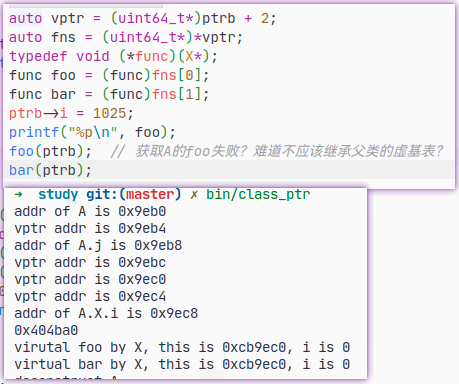 auto vptr = (uint64_t*)ptrb + 2;
auto fns = (uint64_t*)*vptr;
typedef void (*func)(X*);
func foo = (func)fns[0];
func bar = (func)fns[1];
ptrb->i = 1025;
printf("%p\n", foo);
foo(ptrb);  // 获取A的foo失败？难道不应该继承父类的虚基表？
bar(ptrb);
➜  study git:(master) ✗ bin/class_ptr
addr of A is 0x9eb0
vptr addr is 0x9eb4
addr of A.j is 0x9eb8
vptr addr is 0x9ebc
vptr addr is 0x9ec0
vptr addr is 0x9ec4
addr of A.X.i is 0x9ec8
0x404ba0
virutal foo by X, this is 0xcb9ec0, i is 0
virtual bar by X, this is 0xcb9ec0, i is 0